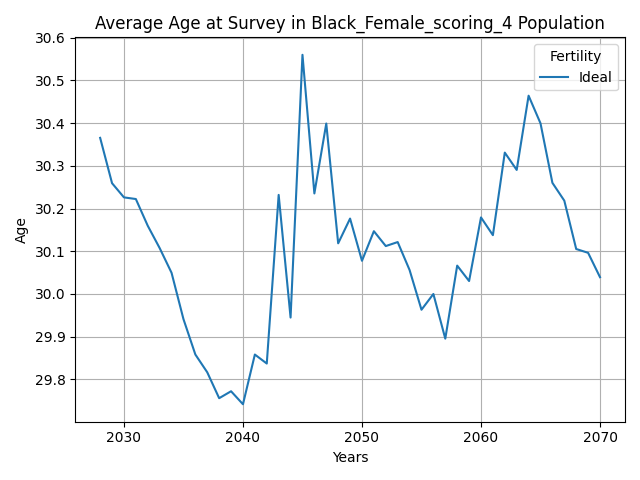 Average Age at Survey in Black_Female_scoring_4 Population
Fertility
Ideal
30.6
30.5
30.4
30.3
30.2
30.1
30.0
29.9
29.8
Age
2030 2040 2050 2060 2070
Years